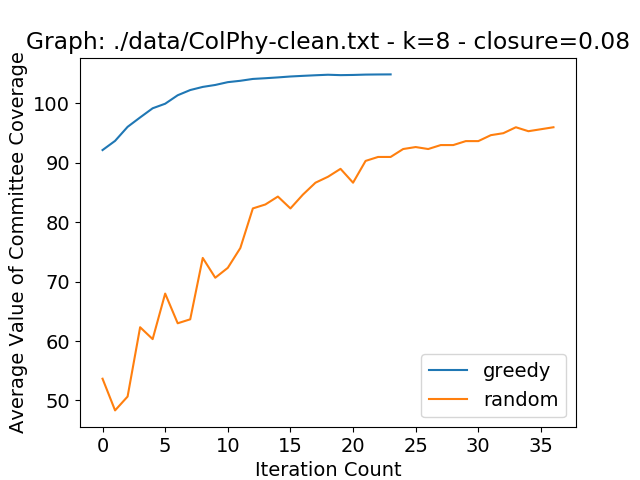 Graph: ./data/ColPhy-clean.txt - k=8 - closure=0.08
Average Value of Committee Coverage
100
90
80
70
60
50
greedy
random
0 5 10 15 20 25 30 35
Iteration Count